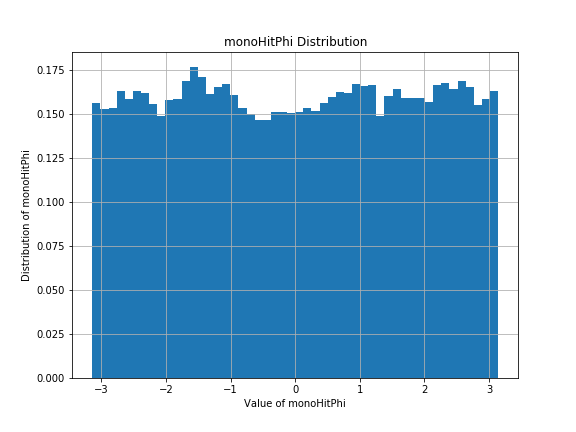 monoHitPhi Distribution
0.175
0.150
0.125
0.100
0.075
0.050
0.025
0.000
Distribution of monoHitPhi
−3 −2 −1 0 1 2 3
Value of monoHitPhi